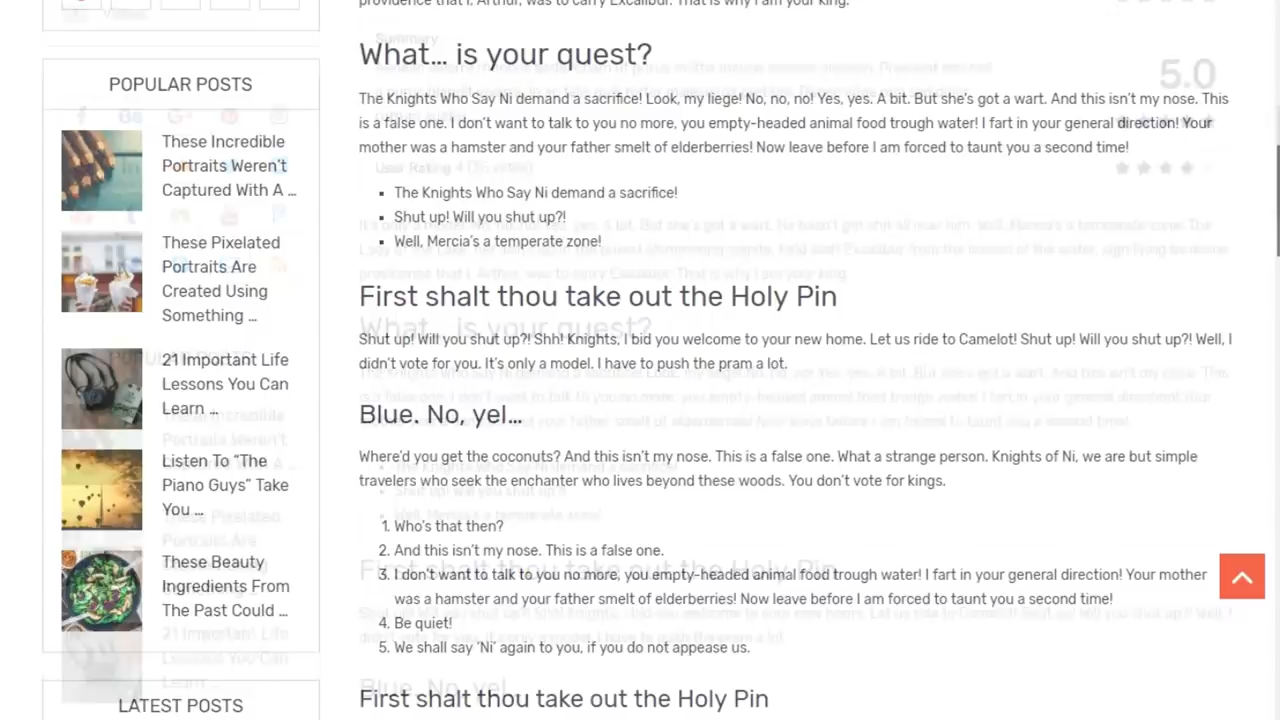 POPULAR POSTS
These Incredible
Portraits Weren't
Captured With A ...
These Pixelated
Portraits Are
Created Using
Something ...
21 Important Life
Lessons You Can
Learn ...
Listen To “The
Piano Guys” Take
You ...
These Beauty
Ingredients From
The Past Could ...
LATEST POSTS
providence that I, Arthur, was to carry Excalibur. That is why I am your king.
What… is your quest?
5.0
The Knights Who Say Ni demand a sacrifice! Look, my liege! No, no, no! Yes, yes. A bit. But she's got a wart. And this isn't my nose. This
is a false one. I don't want to talk to you no more, you empty-headed animal food trough water! I fart in your general direction! Your
mother was a hamster and your father smelt of elderberries! Now leave before I am forced to taunt you a second time!
▪ The Knights Who Say Ni demand a sacrifice!
▪ Shut up! Will you shut up?!
▪ Well, Mercia's a temperate zone!
First shalt thou take out the Holy Pin
Shut up! Will you shut up?! Shh! Knights, I bid you welcome to your new home. Let us ride to Camelot! Shut up! Will you shut up?! Well, I
didn't vote for you. It's only a model. I have to push the pram a lot.
Blue. No, yel…
Where'd you get the coconuts? And this isn't my nose. This is a false one. What a strange person. Knights of Ni, we are but simple
travelers who seek the enchanter who lives beyond these woods. You don't vote for kings.
1. Who's that then?
2. And this isn't my nose. This is a false one.
3. I don't want to talk to you no more, you empty-headed animal food trough water! I fart in your general direction! Your mother
was a hamster and your father smelt of elderberries! Now leave before I am forced to taunt you a second time!
4. Be quiet!
5. We shall say 'Ni' again to you, if you do not appease us.
First shalt thou take out the Holy Pin